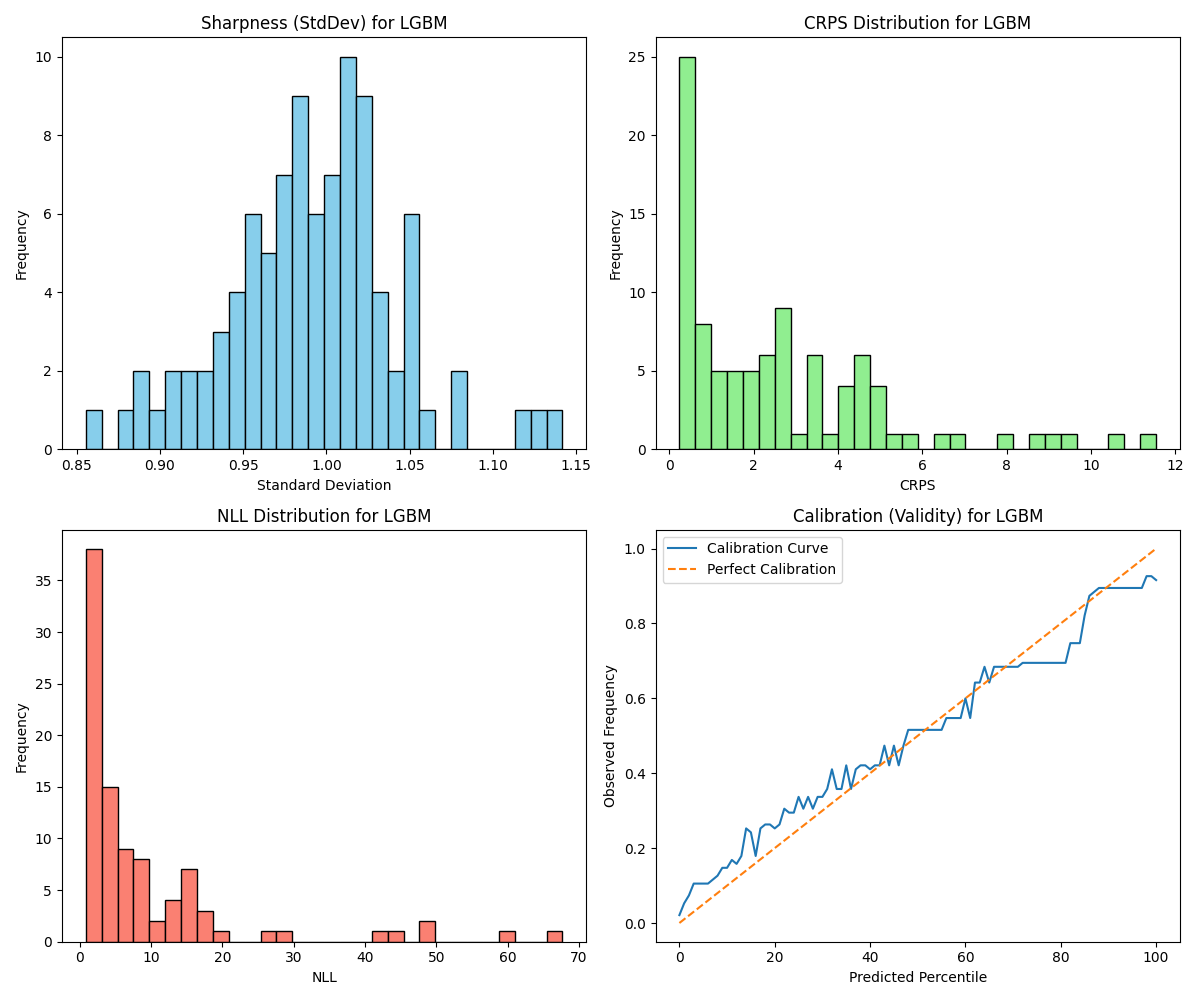 Sharpness (StdDev) for LGBM
Frequency
10
8
6
4
2
0
0.85 0.90 0.95 1.00 1.05 1.10 1.15
Standard Deviation
CRPS Distribution for LGBM
Frequency
25
20
15
10
5
0
0 2 4 6 8 10 12
CRPS
NLL Distribution for LGBM
Frequency
35
30
25
20
15
10
5
0
0 10 20 30 40 50 60 70
NLL
Calibration (Validity) for LGBM
Calibration Curve
Perfect Calibration
Observed Frequency
1.0
0.8
0.6
0.4
0.2
0.0
0 20 40 60 80 100
Predicted Percentile